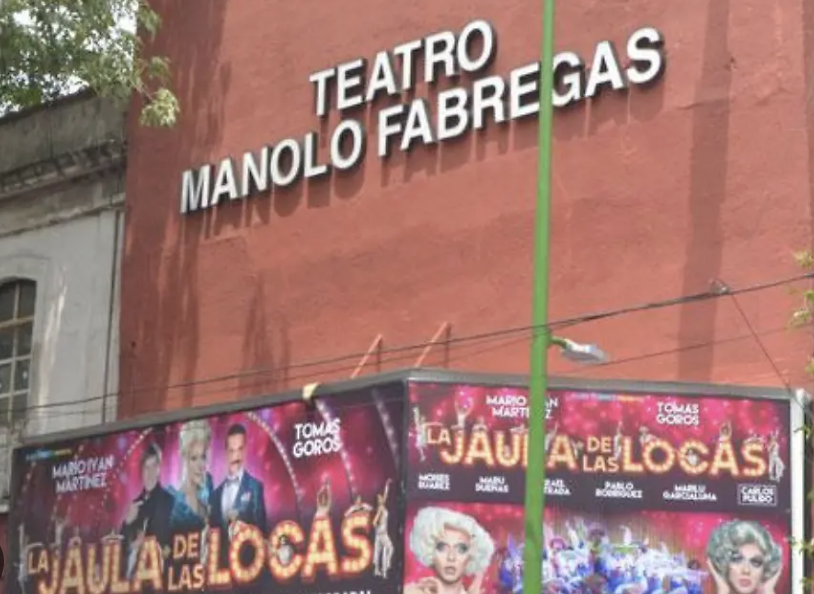 TEATRO
MANOLO FABREGAS
MARIO IVAN
MARTINEZ
TOMAS
GOROS
LA JAULA DE LAS LOCAS
MARIO IVAN
MARTINEZ
TOMAS
GOROS
LA JAULA DE LAS LOCAS
MOISES
SUAREZ
MARU
DUEÑAS
PABLO
RODRIGUEZ
MARILU
GARCIALUNA
CARLOS
PULIDO